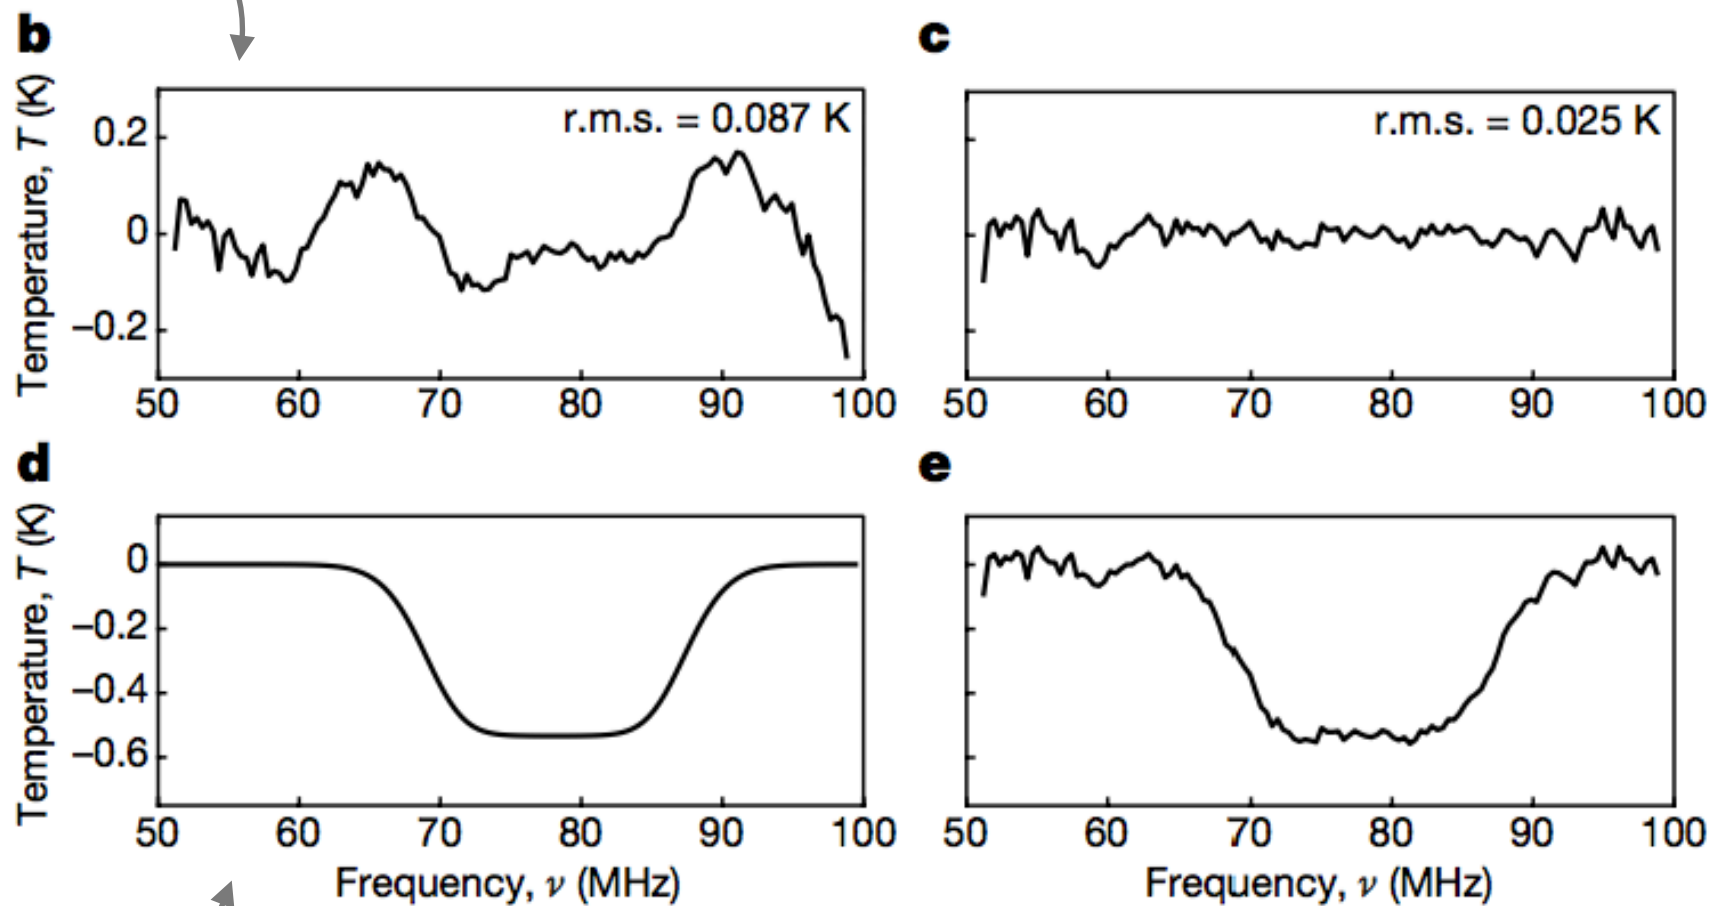 b
c
Temperature, T (K)
r.m.s. = 0.087 K
0.2
0
−0.2
50 60 70 80 90 100
r.m.s. = 0.025 K
50 60 70 80 90 100
d
e
Temperature, T (K)
0
−0.2
−0.4
−0.6
50 60 70 80 90 100
Frequency, ν (MHz)
50 60 70 80 90 100
Frequency, ν (MHz)